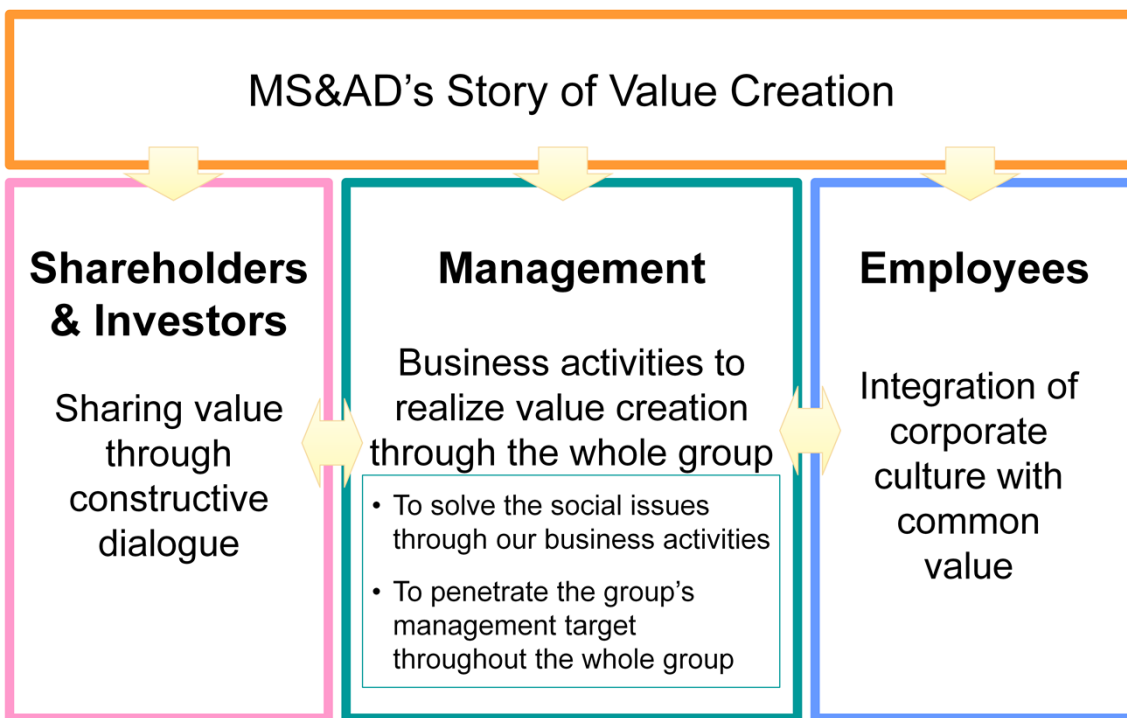 MS&AD’s Story of Value Creation
Shareholders
& Investors
Sharing value
through
constructive
dialogue
Management
Business activities to
realize value creation
through the whole group
• To solve the social issues
through our business activities
• To penetrate the group’s
management target
throughout the whole group
Employees
Integration of
corporate
culture with
common
value